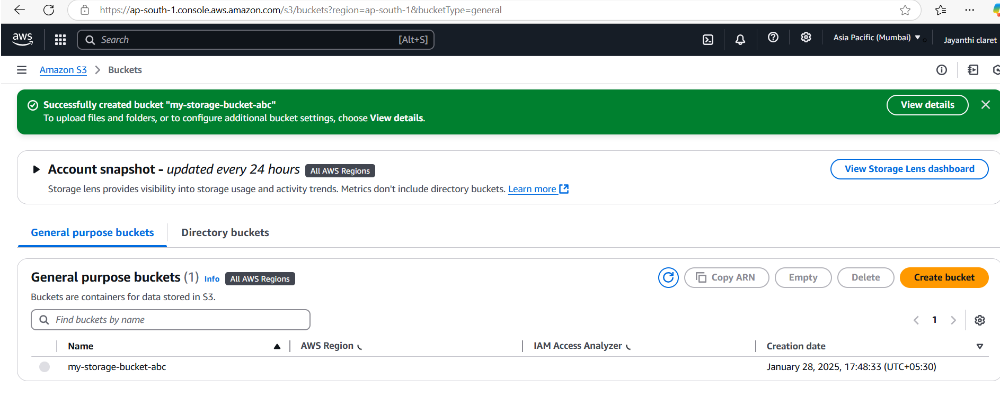 https://ap-south-1.console.aws.amazon.com/s3/buckets?region=ap-south-1&bucketType=general
aws Search [Alt+S] Asia Pacific (Mumbai) Jayanthi claret
Amazon S3 > Buckets
Successfully created bucket "my-storage-bucket-abc"
To upload files and folders, or to configure additional bucket settings, choose View details.
View details
Account snapshot - updated every 24 hours All AWS Regions
View Storage Lens dashboard
Storage lens provides visibility into storage usage and activity trends. Metrics don't include directory buckets. Learn more
General purpose buckets Directory buckets
General purpose buckets (1) Info All AWS Regions
Copy ARN Empty Delete Create bucket
Buckets are containers for data stored in S3.
Find buckets by name
1
Name AWS Region IAM Access Analyzer Creation date
my-storage-bucket-abc January 28, 2025, 17:48:33 (UTC+05:30)